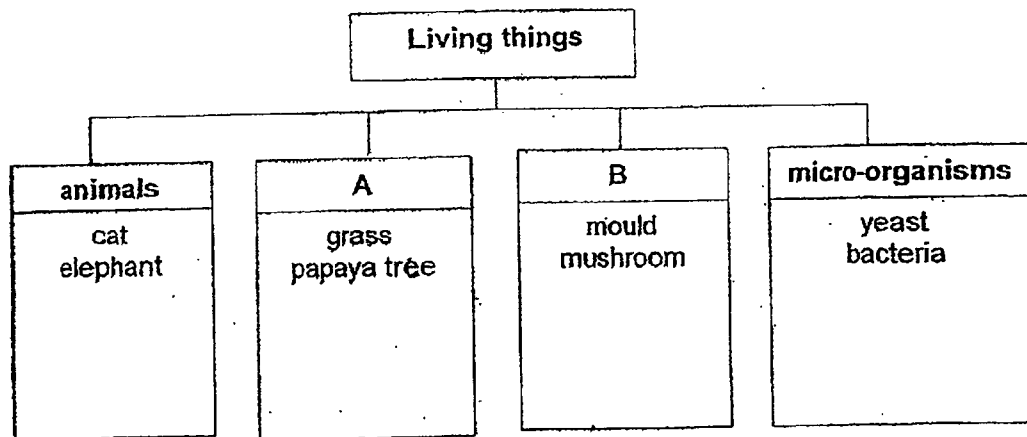 Living things
animals
cat
elephant
A
grass
papaya tree
B
mould
mushroom
micro-organisms
yeast
bacteria